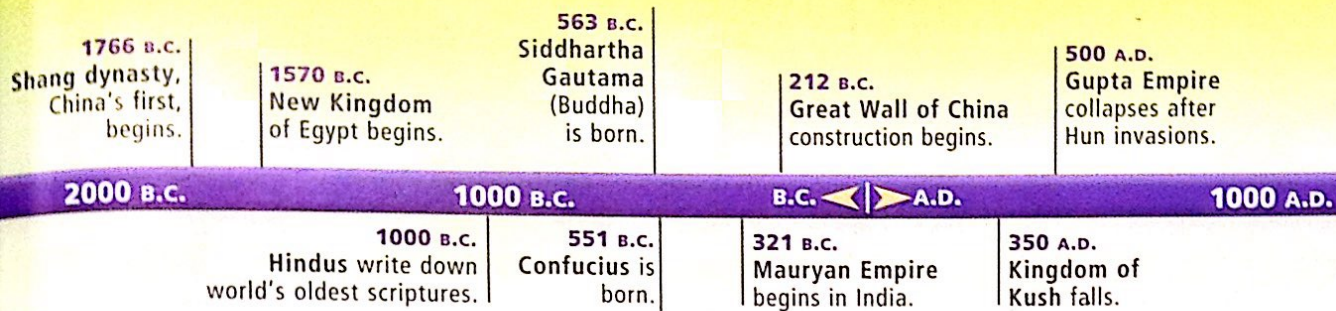 1766 B.C.
Shang dynasty,
China's first,
begins.
1570 B.C.
New Kingdom
of Egypt begins.
563 B.C.
Siddhartha
Gautama
(Buddha)
is born.
212 B.C.
Great Wall of China
construction begins.
500 A.D.
Gupta Empire
collapses after
Hun invasions.
2000 B.C.
1000 B.C.
B.C. A.D.
1000 A.D.
1000 B.C.
Hindus write down
world's oldest scriptures.
551 B.C.
Confucius is
born.
321 B.C.
Mauryan Empire
begins in India.
350 A.D.
Kingdom of
Kush falls.